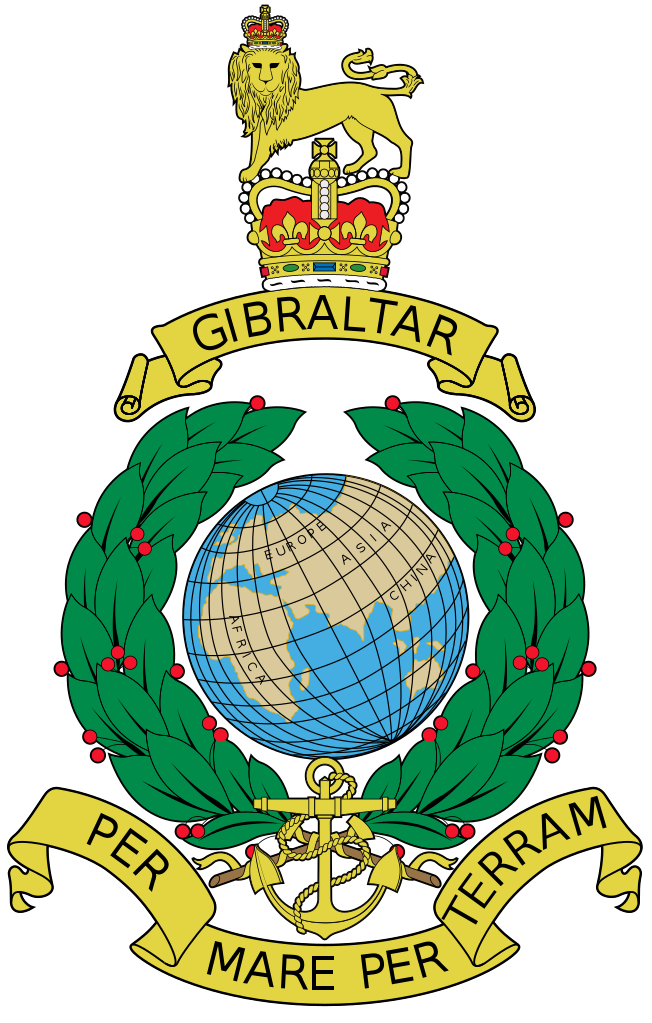 GIBRALTAR
EUROPE
ASIA
CHINA
AFRICA
PER
MARE PER
TERRAM